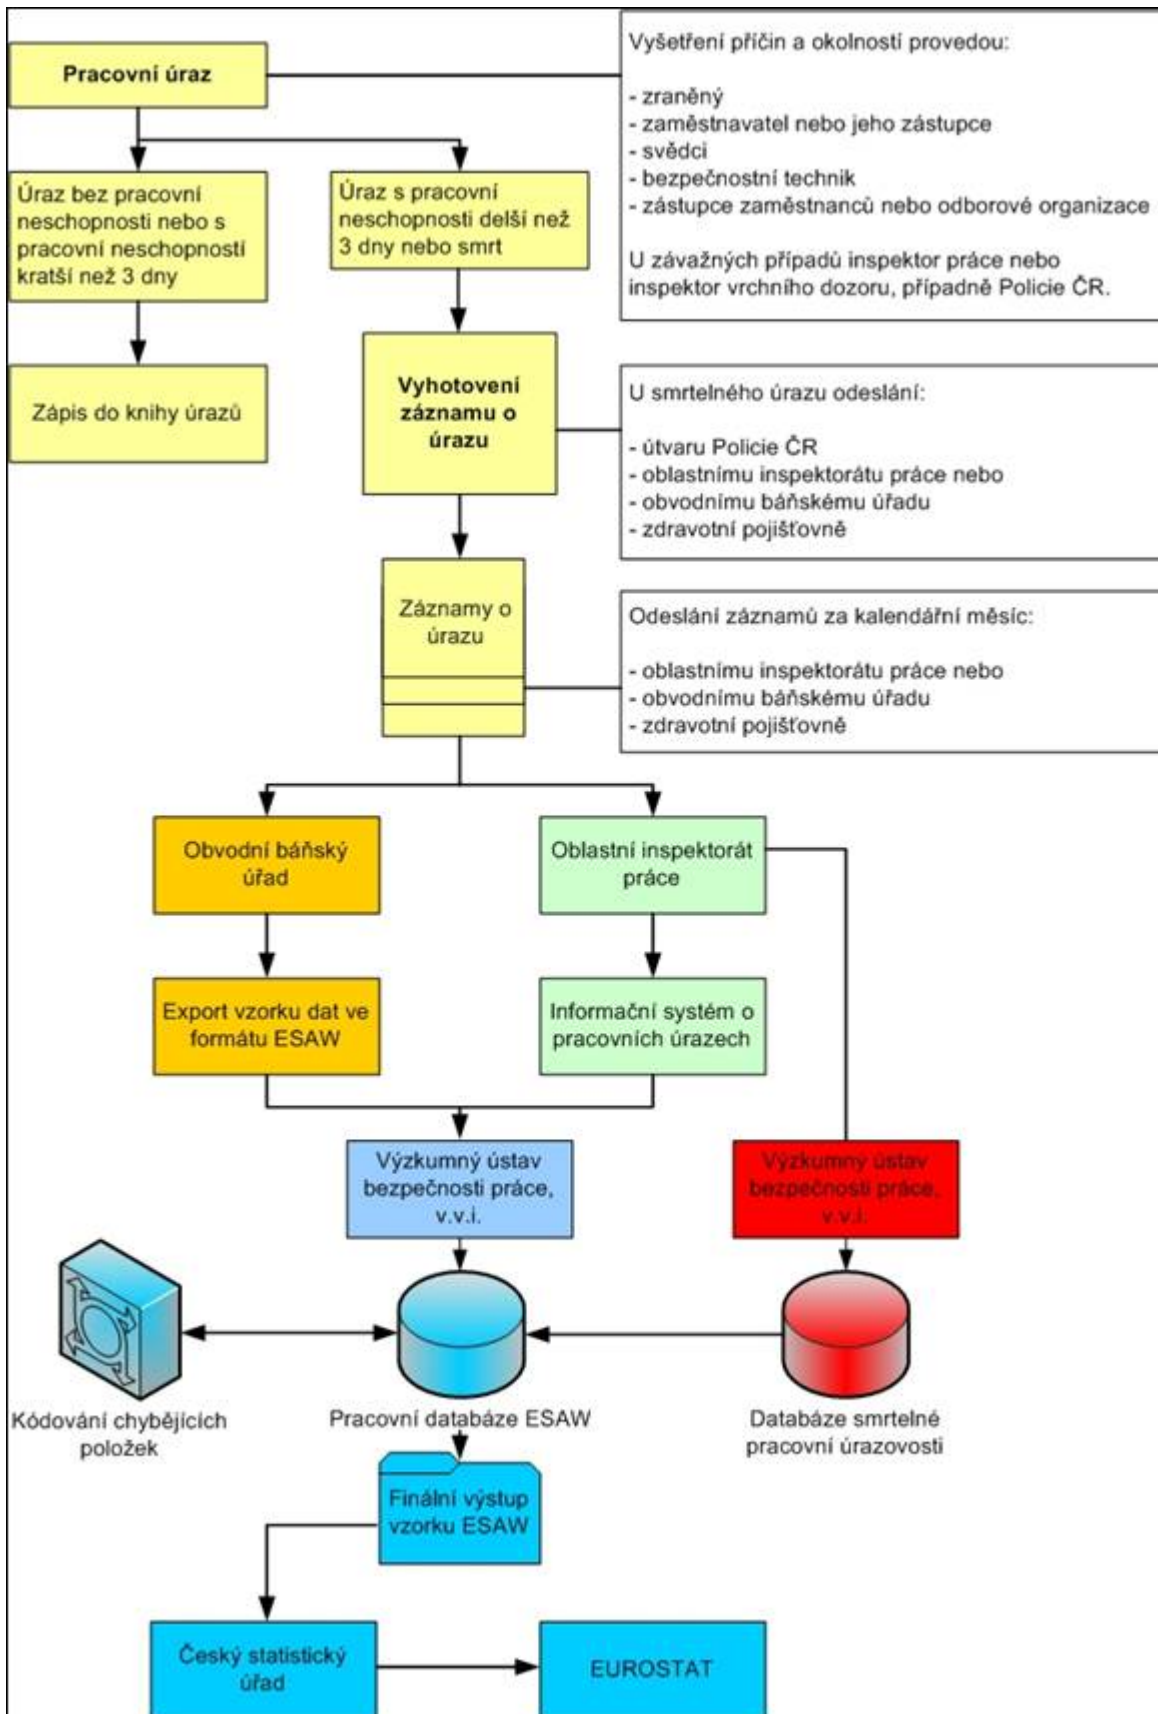 Pracovní úraz
Vyšetření příčin a okolností provedou:
- zraněný
- zaměstnavatel nebo jeho zástupce
- svědci
- bezpečnostní technik
- zástupce zaměstnanců nebo odborové organizace
U závažných případů inspektor práce nebo
inspektor vrchního dozoru, případně Policie ČR.
Úraz bez pracovní
neschopnosti nebo s
pracovní neschopností
kratší než 3 dny
Úraz s pracovní
neschopnosti delší než
3 dny nebo smrt
Zápis do knihy úrazů
Vyhotovení
záznamu o
úrazu
U smrtelného úrazu odeslání:
- útvaru Policie ČR
- oblastnímu inspektorátu práce nebo
- obvodnímu báňskému úřadu
- zdravotní pojišťovně
Záznamy o
úrazu
Odeslání záznamů za kalendářní měsíc:
- oblastnímu inspektorátu práce nebo
- obvodnímu báňskému úřadu
- zdravotní pojišťovně
Obvodní báňský
úřad
Oblastní inspektorát
práce
Export vzorku dat ve
formátu ESAW
Informační systém o
pracovních úrazech
Výzkumný ústav
bezpečnosti práce,
v.v.i.
Výzkumný ústav
bezpečnosti práce,
v.v.i.
Kódování chybějících
položek
Pracovní databáze ESAW
Databáze smrtelné
pracovní úrazovosti
Finální výstup
vzorku ESAW
Český statistický
úřad
EUROSTAT